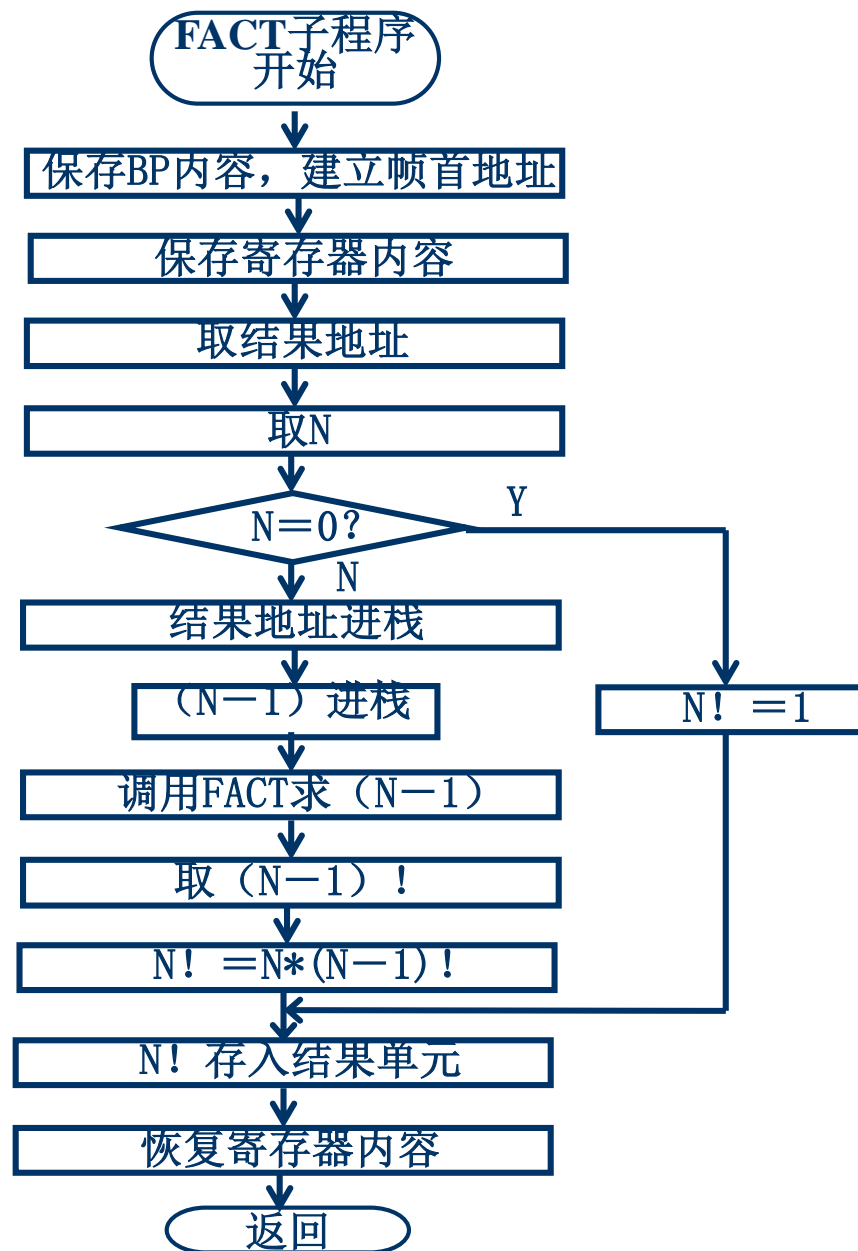 FACT子程序
开始
保存BP内容，建立帧首地址
保存寄存器内容
取结果地址
取N
N＝0?
Y
N
结果地址进栈
（N－1）进栈
N！＝1
调用FACT求（N－1）
取（N－1）！
N！＝N*(N－1)！
N！存入结果单元
恢复寄存器内容
返回